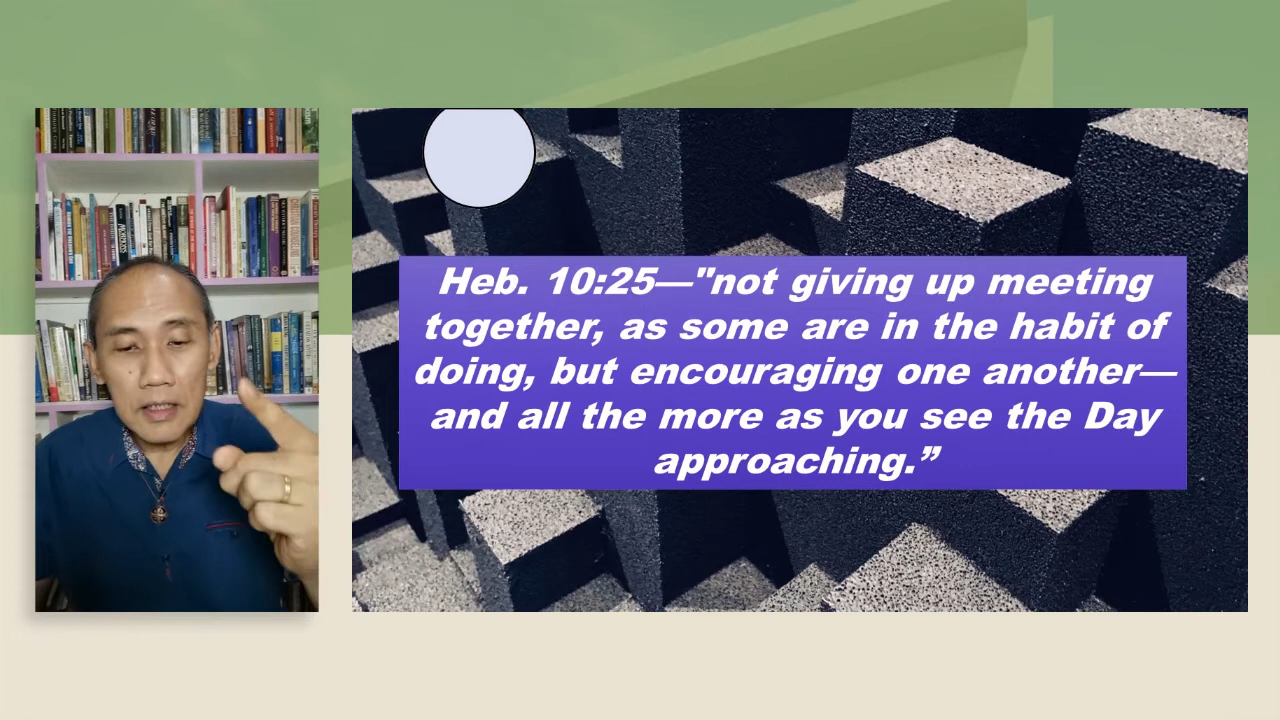 Heb. 10:25—"not giving up meeting
together, as some are in the habit of
doing, but encouraging one another—
and all the more as you see the Day
approaching.”